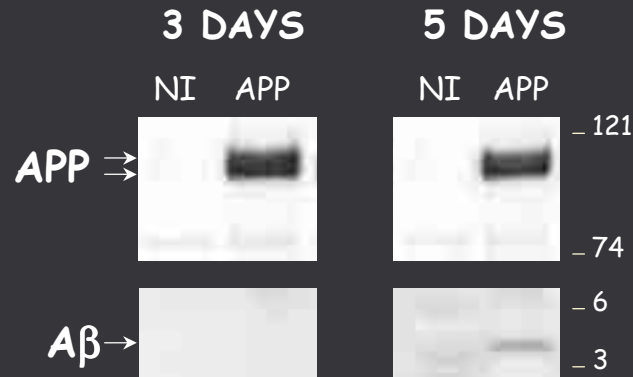 3 DAYS 5 DAYS
NI APP NI APP
_ 121
APP
_ 74
_ 6
Aβ
_ 3